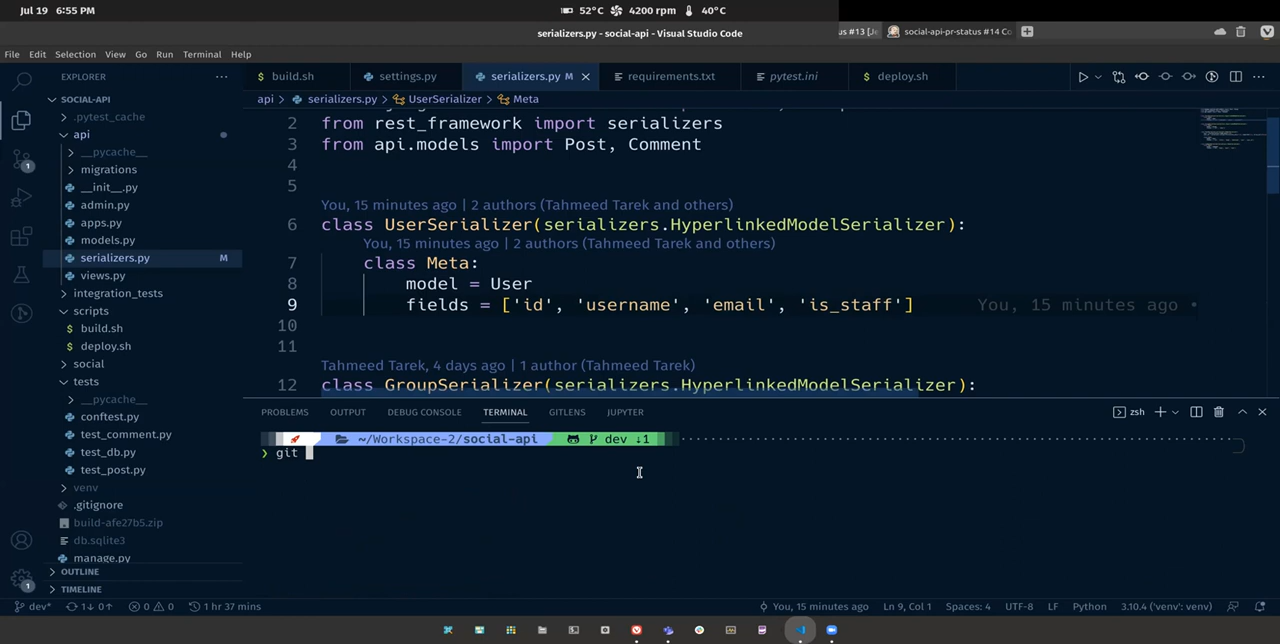 Jul 19 6:55 PM 52°C 4200 rpm 40°C
serializers.py - social-api - Visual Studio Code
social-api-pr-status #14 Co
File Edit Selection View Go Run Terminal Help
EXPLORER ···
build.sh settings.py serializers.py M requirements.txt pytest.ini deploy.sh
SOCIAL-API
api > serializers.py > UserSerializer > Meta
.pytest_cache
api
__pycache__
migrations
__init__.py
admin.py
apps.py
models.py
serializers.py M
views.py
integration_tests
scripts
build.sh
deploy.sh
social
tests
__pycache__
conftest.py
test_comment.py
test_db.py
test_post.py
venv
.gitignore
build-afe27b5.zip
db.sqlite3
manage.py
OUTLINE
TIMELINE
2 from rest_framework import serializers
3 from api.models import Post, Comment
4
5
You, 15 minutes ago | 2 authors (Tahmeed Tarek and others)
6 class UserSerializer(serializers.HyperlinkedModelSerializer):
You, 15 minutes ago | 2 authors (Tahmeed Tarek and others)
7 class Meta:
8 model = User
9 fields = ['id', 'username', 'email', 'is_staff'] You, 15 minutes ago •
10
11
Tahmeed Tarek, 4 days ago | 1 author (Tahmeed Tarek)
12 class GroupSerializer(serializers.HyperlinkedModelSerializer):
PROBLEMS OUTPUT DEBUG CONSOLE TERMINAL GITLENS JUPYTER zsh
~/Workspace-2/social-api dev ↓1
❯ git
dev* 1↓ 0↑ 0 0 1 hr 37 mins You, 15 minutes ago Ln 9, Col 1 Spaces: 4 UTF-8 LF Python 3.10.4 ('venv': venv)